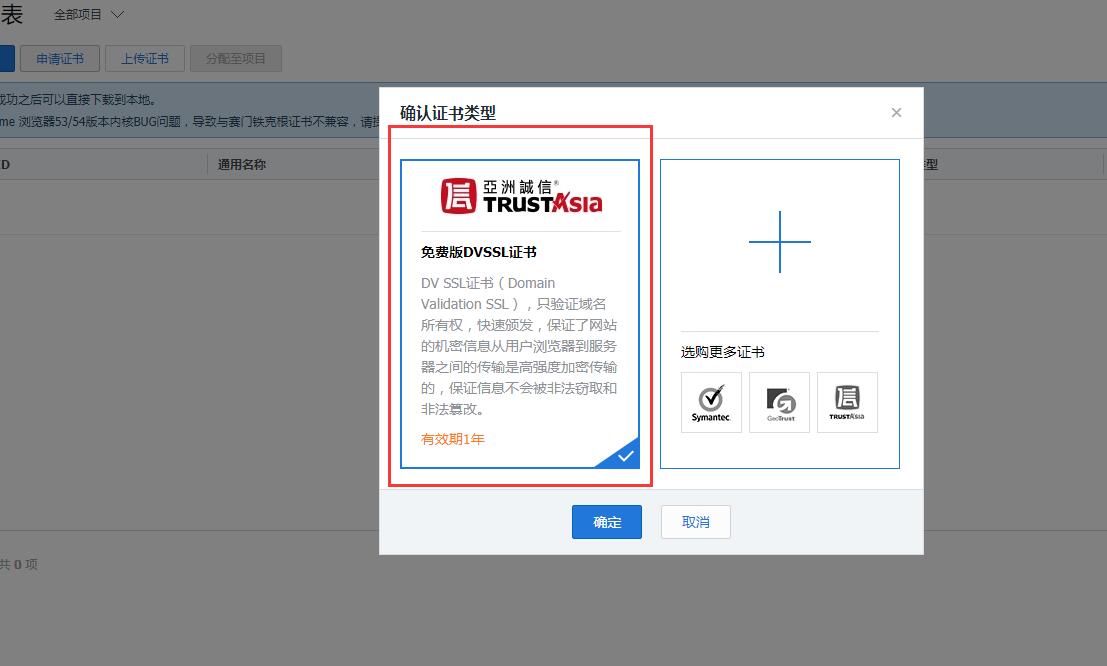 表 全部项目
申请证书 上传证书 分配至项目
成功之后可以直接下载到本地。
me 浏览器53/54版本内核BUG问题，导致与赛门铁克根证书不兼容，请
ID 通用名称 类型
共 0 项
确认证书类型
亞洲誠信®
TRUSTAsia
免费版DVSSL证书
DV SSL证书（Domain
Validation SSL），只验证域名
所有权，快速颁发，保证了网站
的机密信息从用户浏览器到服务
器之间的传输是高强度加密传输
的，保证信息不会被非法窃取和
非法篡改。
有效期1年
选购更多证书
Symantec.
GeoTrust
TRUSTAsia
确定 取消